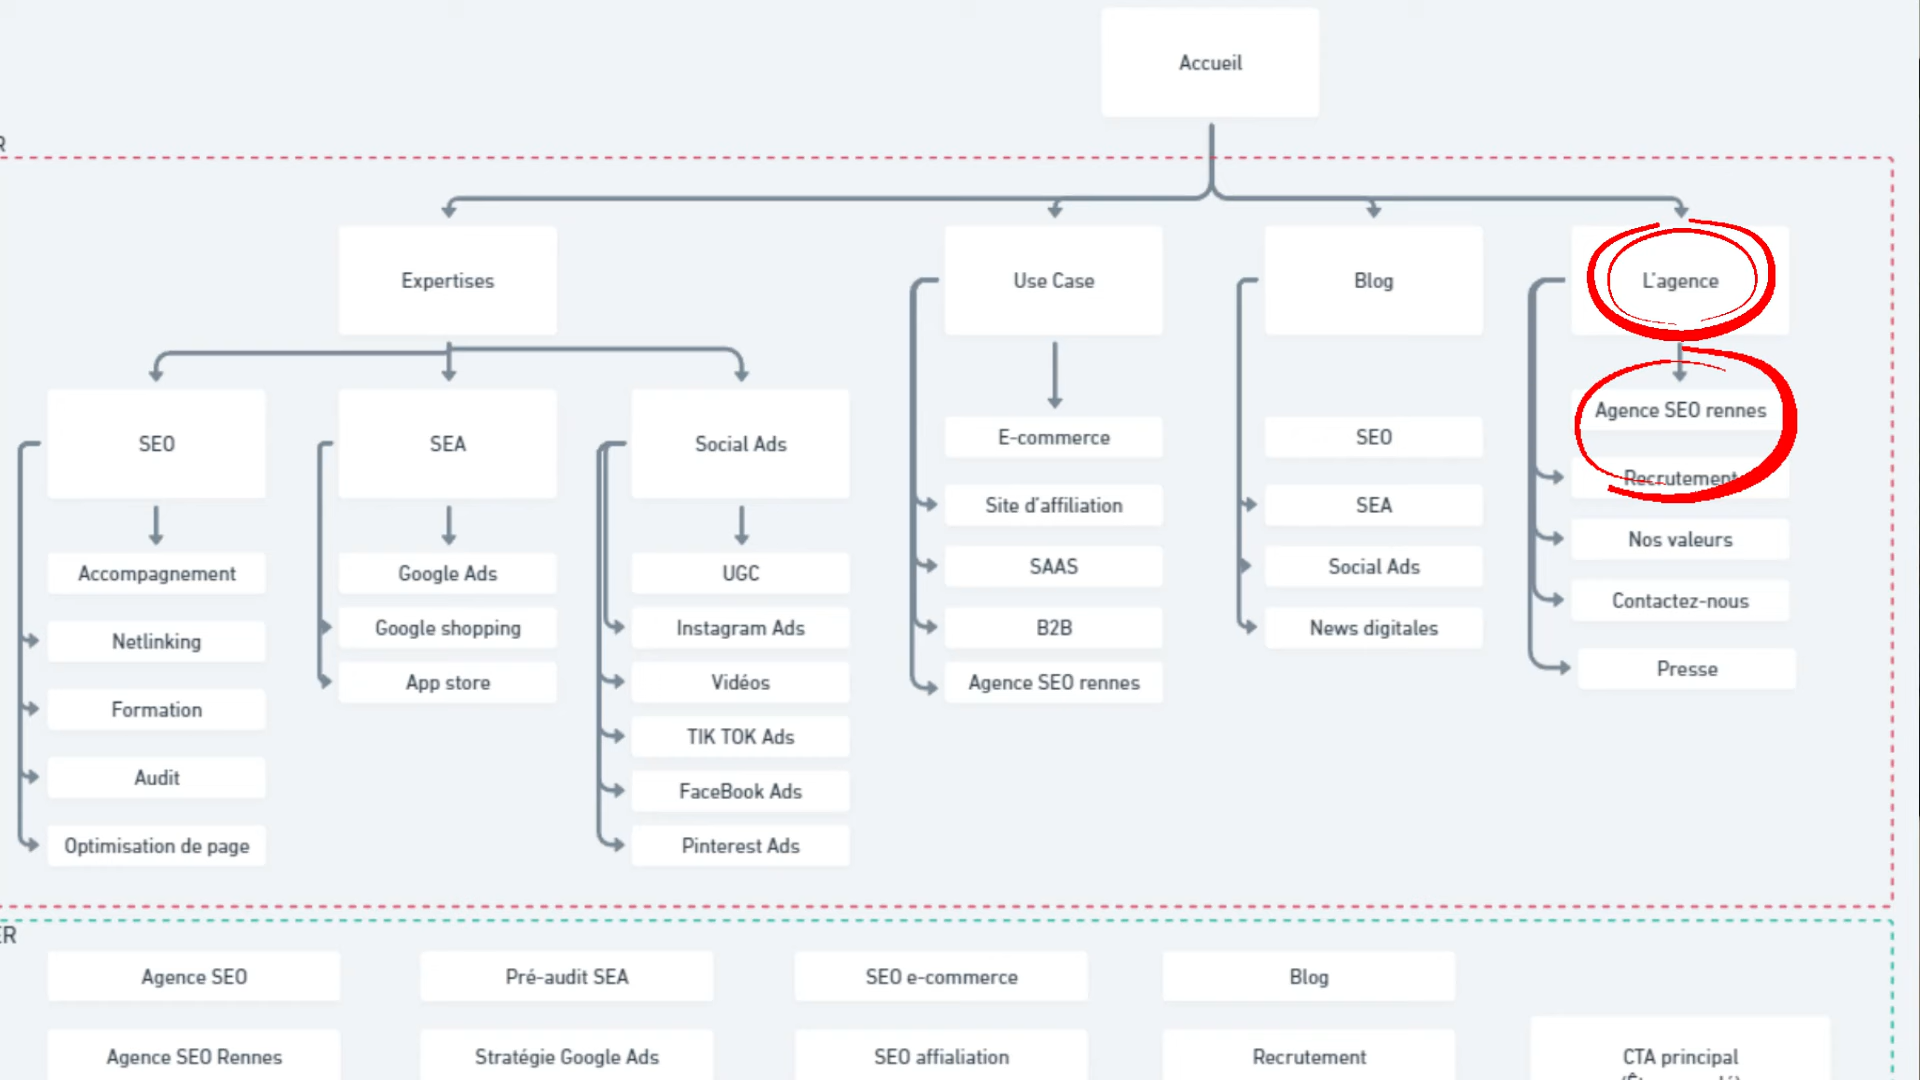 Accueil
R
Expertises
Use Case
Blog
L'agence
SEO
SEA
Social Ads
Accompagnement
Netlinking
Formation
Audit
Optimisation de page
Google Ads
Google shopping
App store
UGC
Instagram Ads
Vidéos
TIK TOK Ads
FaceBook Ads
Pinterest Ads
E-commerce
Site d'affiliation
SAAS
B2B
Agence SEO rennes
SEO
SEA
Social Ads
News digitales
Agence SEO rennes
Recrutement
Nos valeurs
Contactez-nous
Presse
ER
Agence SEO
Pré-audit SEA
SEO e-commerce
Blog
Agence SEO Rennes
Stratégie Google Ads
SEO affialiation
Recrutement
CTA principal